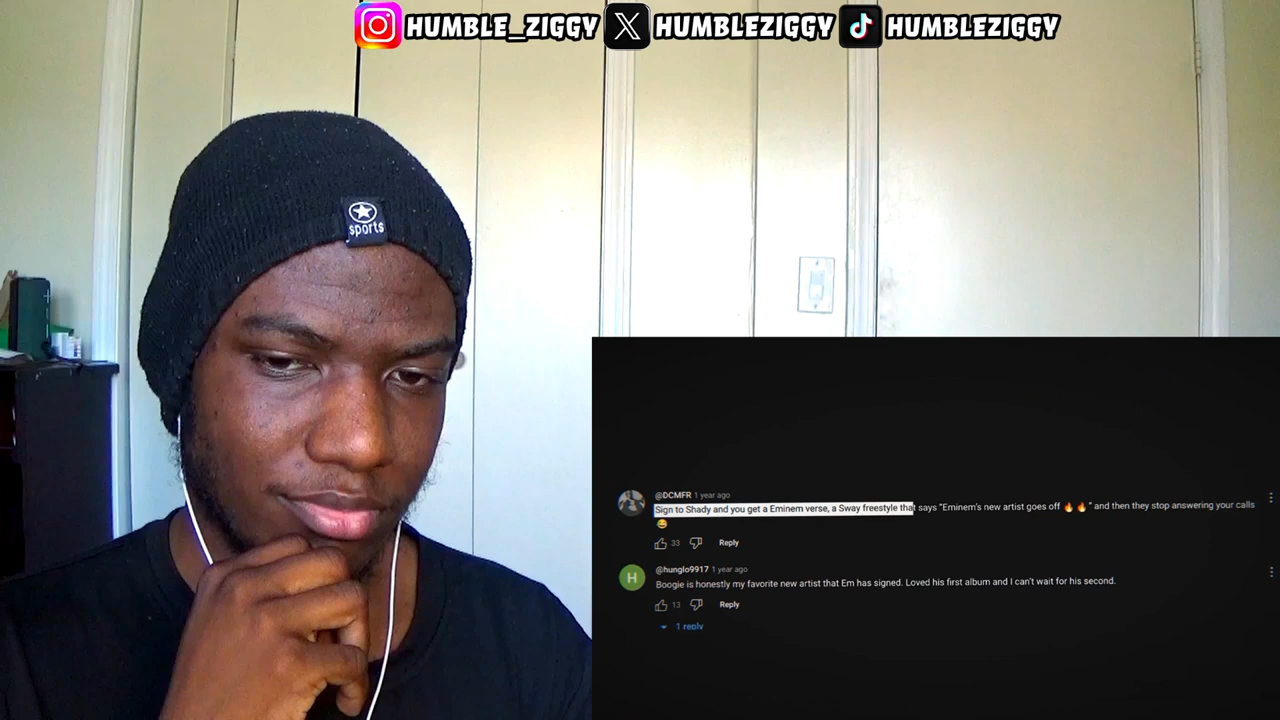 HUMBLE_ZIGGY HUMBLEZIGGY HUMBLEZIGGY
sports
@DCMFR 1 year ago
Sign to Shady and you get a Eminem verse, a Sway freestyle that says "Eminem's new artist goes off 🔥🔥" and then they stop answering your calls
😂
33 Reply
H @hunglo9917 1 year ago
Boogie is honestly my favorite new artist that Em has signed. Loved his first album and I can't wait for his second.
13 Reply
1 reply